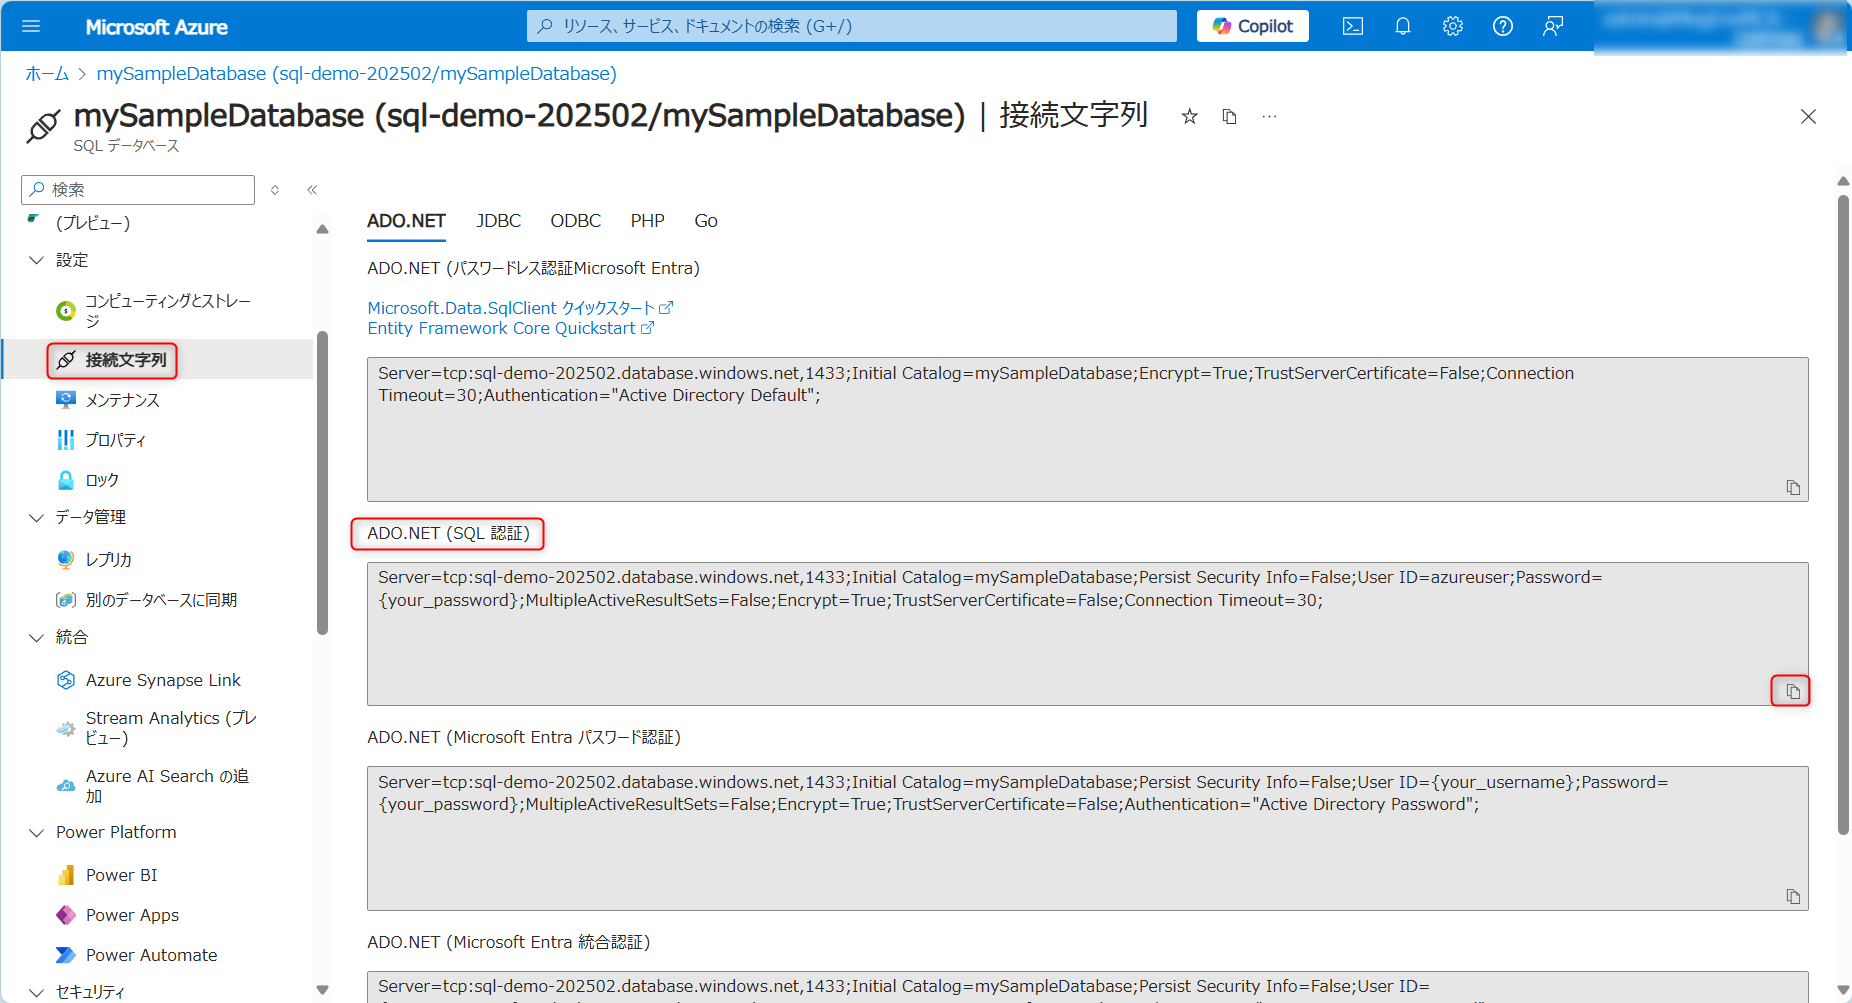 Microsoft Azure
リソース、サービス、ドキュメントの検索 (G+/)
Copilot
ホーム
mySampleDatabase (sql-demo-202502/mySampleDatabase)
mySampleDatabase (sql-demo-202502/mySampleDatabase) | 接続文字列
SQL データベース
検索
(プレビュー)
設定
コンピューティングとストレー
ジ
接続文字列
メンテナンス
プロパティ
ロック
データ管理
レプリカ
別のデータベースに同期
統合
Azure Synapse Link
Stream Analytics (プレ
ビュー)
Azure AI Search の追
加
Power Platform
Power BI
Power Apps
Power Automate
セキュリティ
ADO.NET
JDBC
ODBC
PHP
Go
ADO.NET (パスワードレス認証Microsoft Entra)
Microsoft.Data.SqlClient クイックスタート
Entity Framework Core Quickstart
Server=tcp:sql-demo-202502.database.windows.net,1433;Initial Catalog=mySampleDatabase;Encrypt=True;TrustServerCertificate=False;Connection
Timeout=30;Authentication="Active Directory Default";
ADO.NET (SQL 認証)
Server=tcp:sql-demo-202502.database.windows.net,1433;Initial Catalog=mySampleDatabase;Persist Security Info=False;User ID=azureuser;Password=
{your_password};MultipleActiveResultSets=False;Encrypt=True;TrustServerCertificate=False;Connection Timeout=30;
ADO.NET (Microsoft Entra パスワード認証)
Server=tcp:sql-demo-202502.database.windows.net,1433;Initial Catalog=mySampleDatabase;Persist Security Info=False;User ID={your_username};Password=
{your_password};MultipleActiveResultSets=False;Encrypt=True;TrustServerCertificate=False;Authentication="Active Directory Password";
ADO.NET (Microsoft Entra 統合認証)
Server=tcp:sql-demo-202502.database.windows.net,1433;Initial Catalog=mySampleDatabase;Persist Security Info=False;User ID=